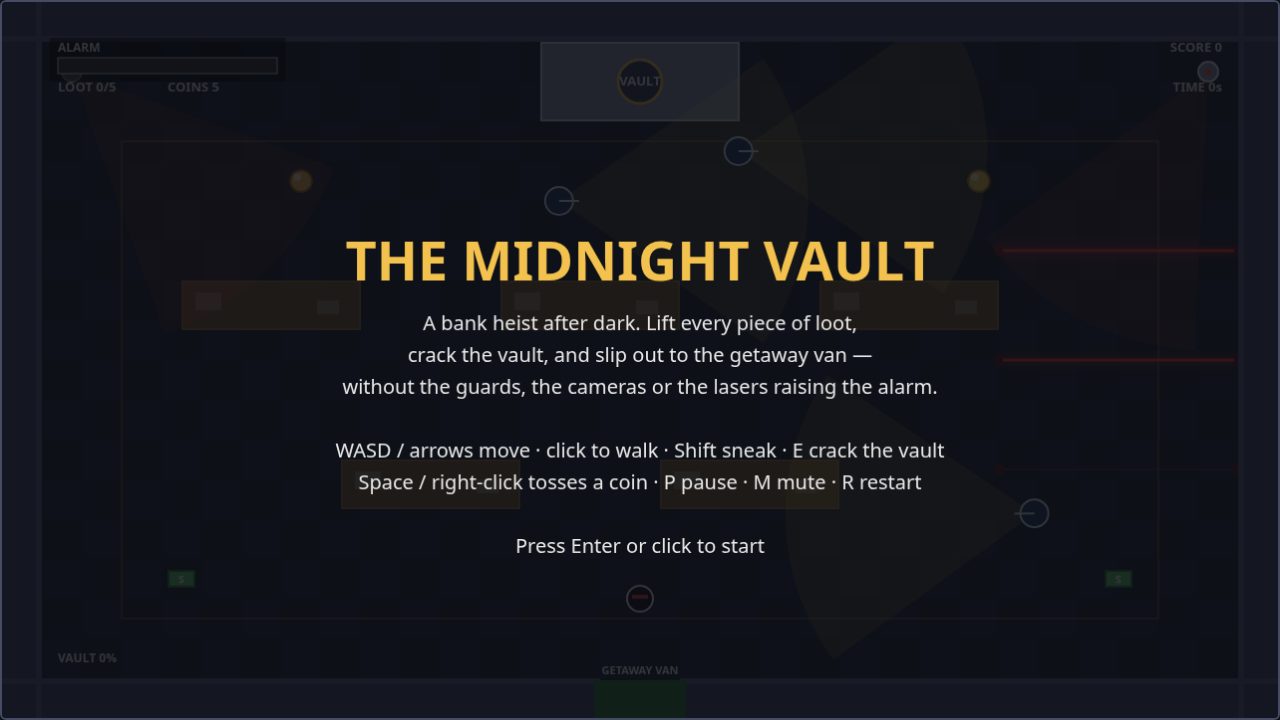 ALARM
SCORE 0
LOOT 0/5
COINS 5
TIME 0s
VAULT
THE MIDNIGHT VAULT
A bank heist after dark. Lift every piece of loot,
crack the vault, and slip out to the getaway van —
without the guards, the cameras or the lasers raising the alarm.
WASD / arrows move · click to walk · Shift sneak · E crack the vault
Space / right-click tosses a coin · P pause · M mute · R restart
Press Enter or click to start
S
S
VAULT 0%
GETAWAY VAN